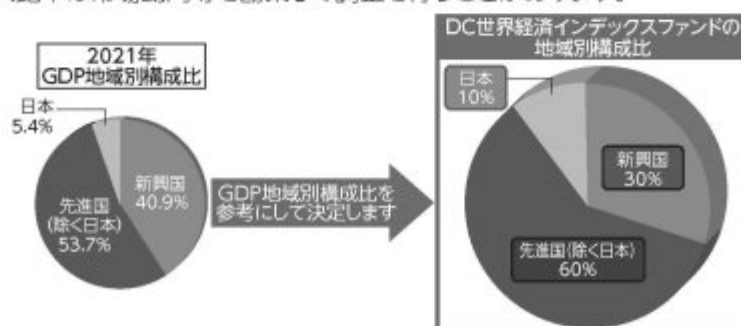 2021年
GDP地域別構成比
日本
5.4%
新興国
40.9%
先進国
(除く日本)
53.7%
GDP地域別構成比を
参考にして決定します
DC世界経済インデックスファンドの
地域別構成比
日本
10%
新興国
30%
先進国(除く日本)
60%